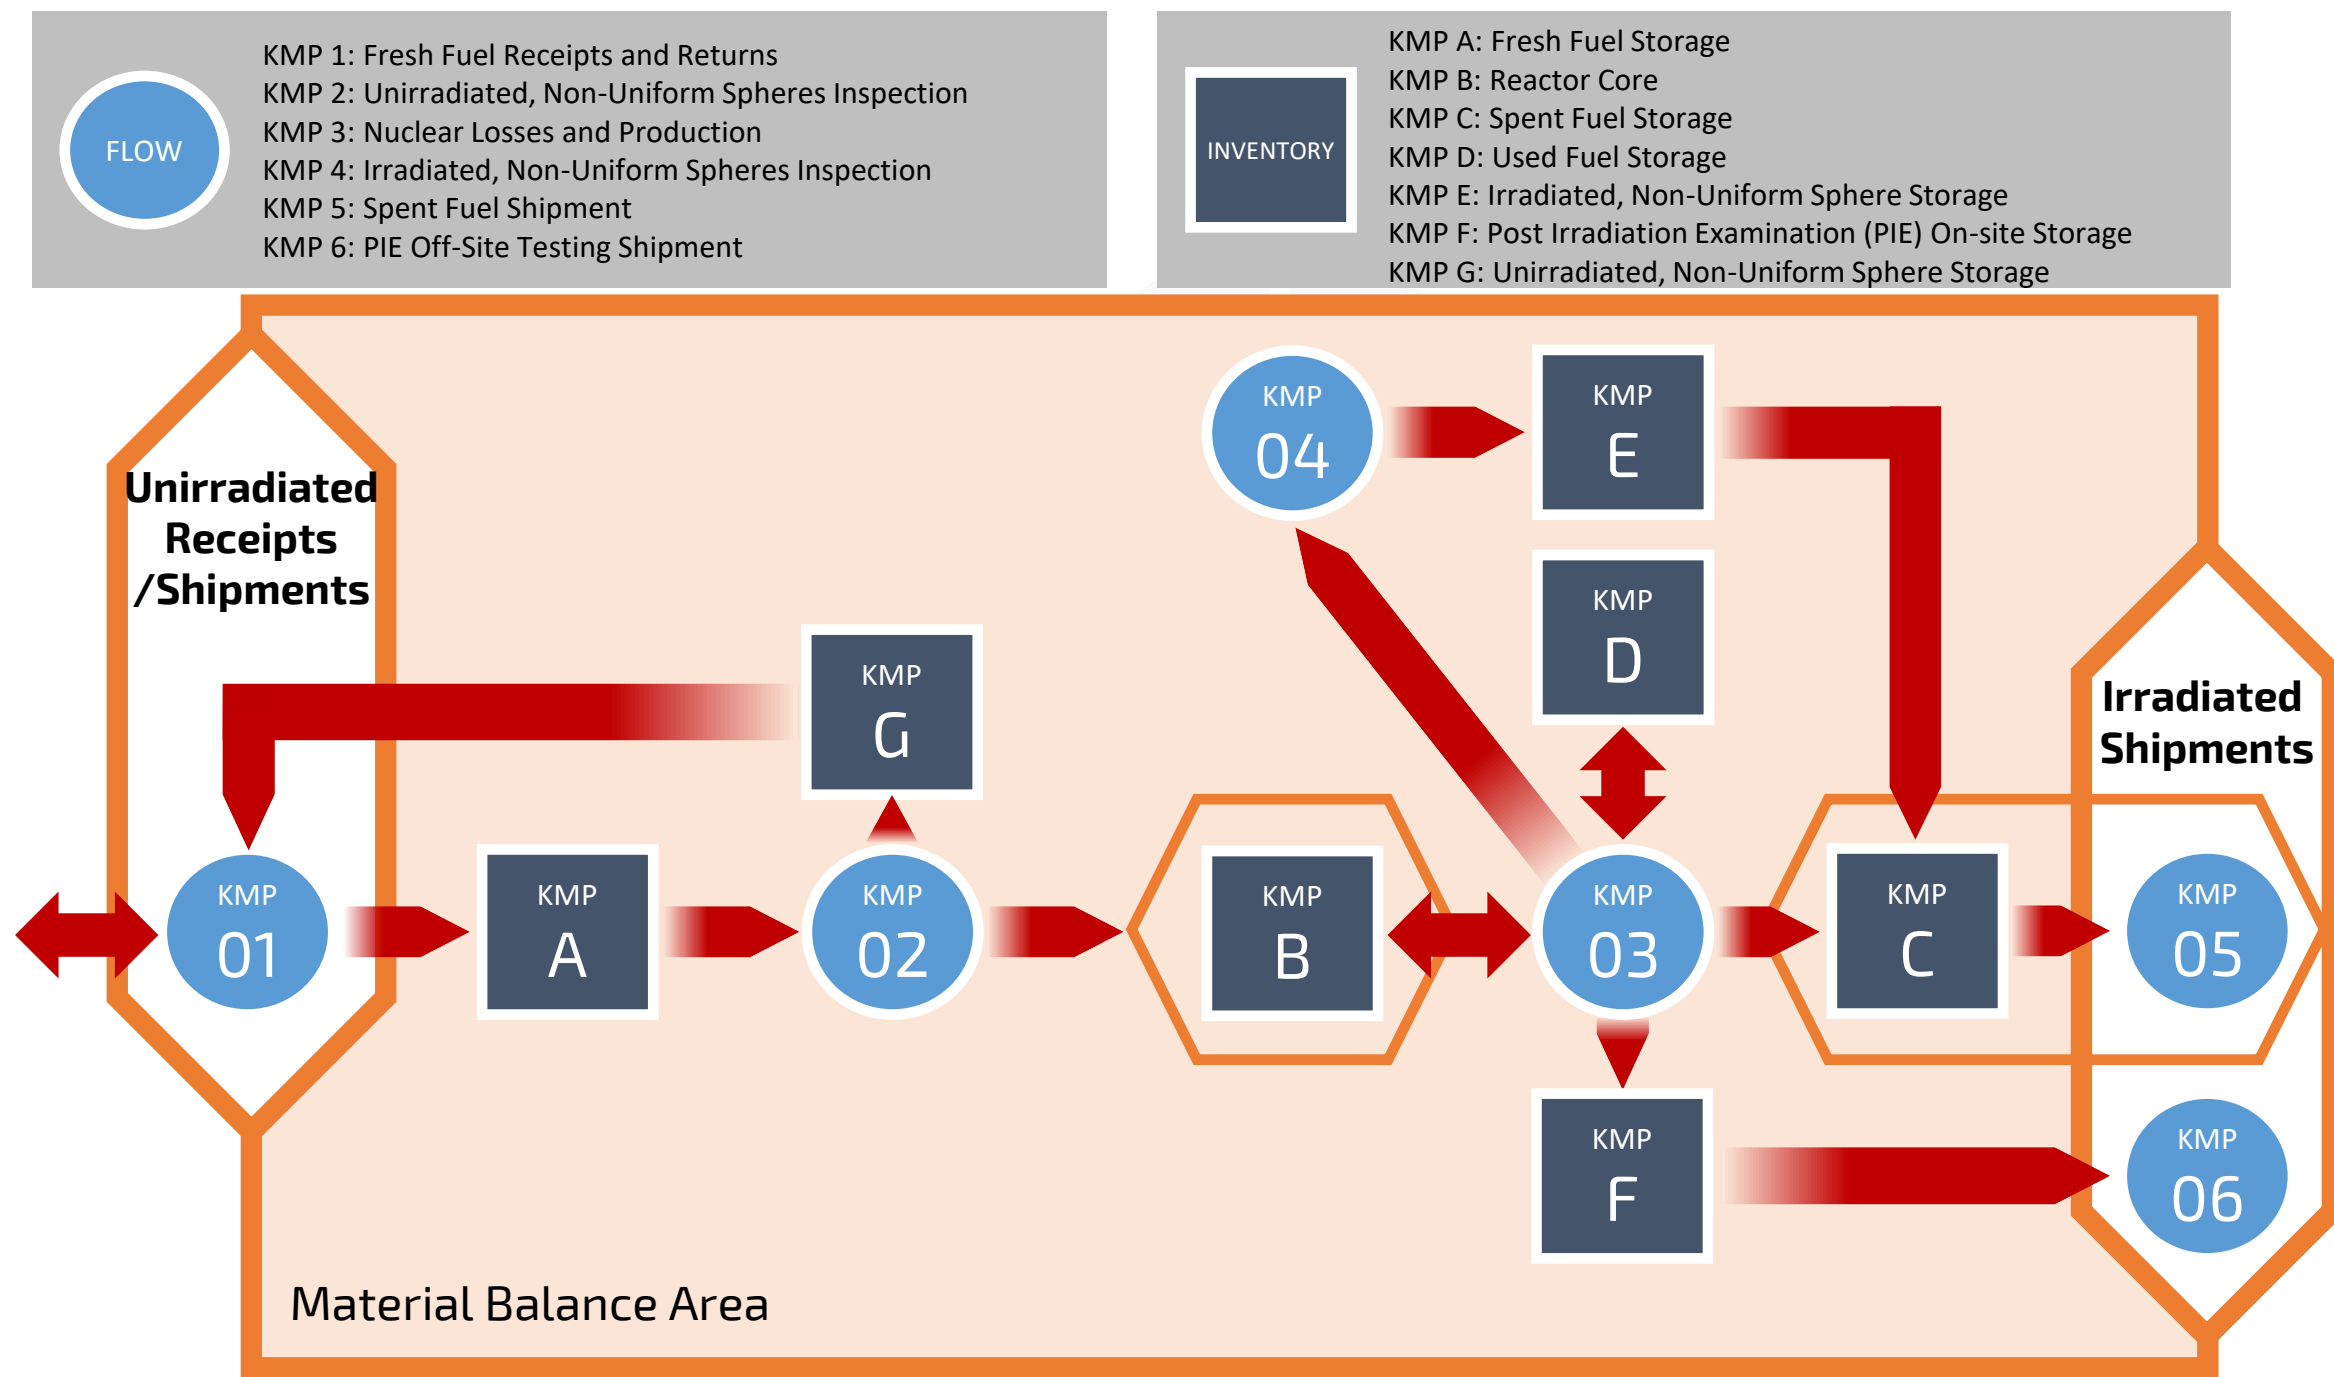 FLOW
KMP 1: Fresh Fuel Receipts and Returns
KMP 2: Unirradiated, Non-Uniform Spheres Inspection
KMP 3: Nuclear Losses and Production
KMP 4: Irradiated, Non-Uniform Spheres Inspection
KMP 5: Spent Fuel Shipment
KMP 6: PIE Off-Site Testing Shipment
INVENTORY
KMP A: Fresh Fuel Storage
KMP B: Reactor Core
KMP C: Spent Fuel Storage
KMP D: Used Fuel Storage
KMP E: Irradiated, Non-Uniform Sphere Storage
KMP F: Post Irradiation Examination (PIE) On-site Storage
KMP G: Unirradiated, Non-Uniform Sphere Storage
Unirradiated
Receipts
/Shipments
KMP
04
KMP
E
KMP
D
KMP
G
Irradiated
Shipments
KMP
01
KMP
A
KMP
02
KMP
B
KMP
03
KMP
C
KMP
05
KMP
F
KMP
06
Material Balance Area